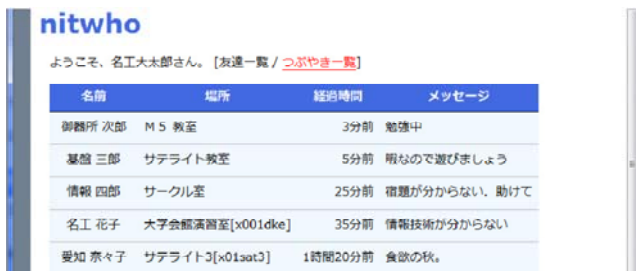 nitwho
ようこそ、名工大太郎さん。 [友達一覧 / つぶやき一覧]
名前 場所 経過時間 メッセージ
御器所 次郎 M5 教室 3分前 勉強中
基盤 三郎 サテライト教室 5分前 暇なので遊びましょう
情報 四郎 サークル室 25分前 宿題が分からない、助けて
名工 花子 大学会館演習室[x001dke] 35分前 情報技術が分からない
愛知 奈々子 サテライト3[x01sat3] 1時間20分前 食欲の秋。